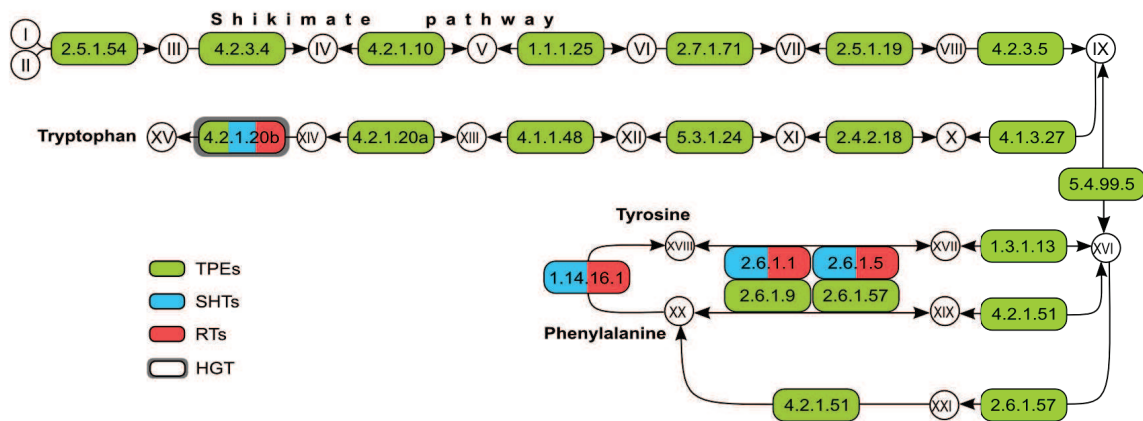 Shikimate pathway
I
II
2.5.1.54
III
4.2.3.4
IV
4.2.1.10
V
1.1.1.25
VI
2.7.1.71
VII
2.5.1.19
VIII
4.2.3.5
IX
Tryptophan
XV
4.2.1.20b
XIV
4.2.1.20a
XIII
4.1.1.48
XII
5.3.1.24
XI
2.4.2.18
X
4.1.3.27
5.4.99.5
Tyrosine
XVIII
XVII
1.3.1.13
XVI
1.14.16.1
2.6.1.1
2.6.1.5
2.6.1.9
2.6.1.57
XX
XIX
4.2.1.51
Phenylalanine
4.2.1.51
XXI
2.6.1.57
TPEs
SHTs
RTs
HGT